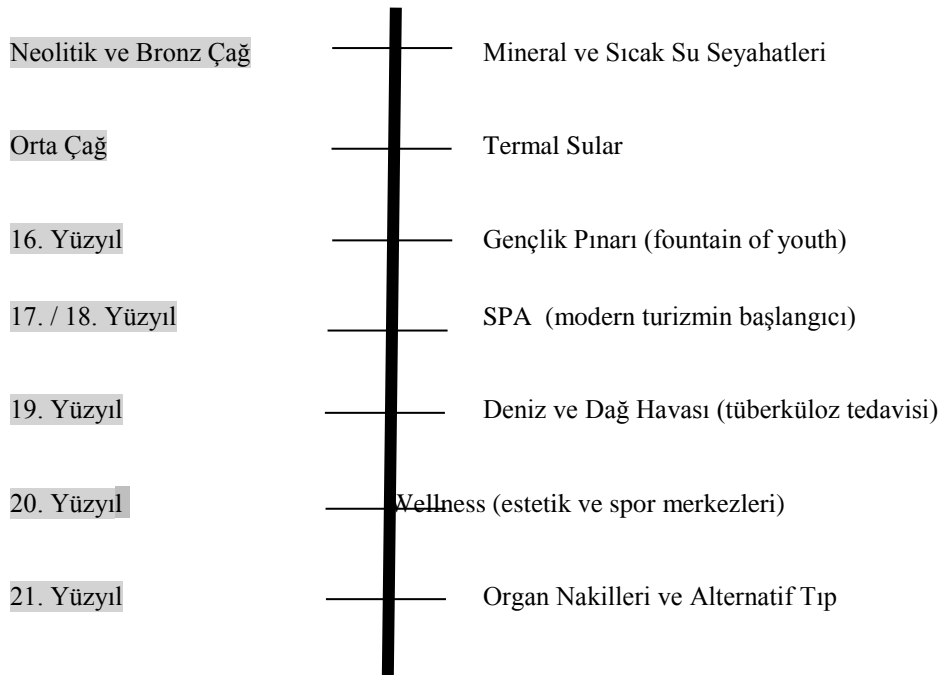 Neolitik ve Bronz Çağ Mineral ve Sıcak Su Seyahatleri
Orta Çağ Termal Sular
16. Yüzyıl Gençlik Pınarı (fountain of youth)
17. / 18. Yüzyıl SPA (modern turizmin başlangıcı)
19. Yüzyıl Deniz ve Dağ Havası (tüberküloz tedavisi)
20. Yüzyıl Wellness (estetik ve spor merkezleri)
21. Yüzyıl Organ Nakilleri ve Alternatif Tıp